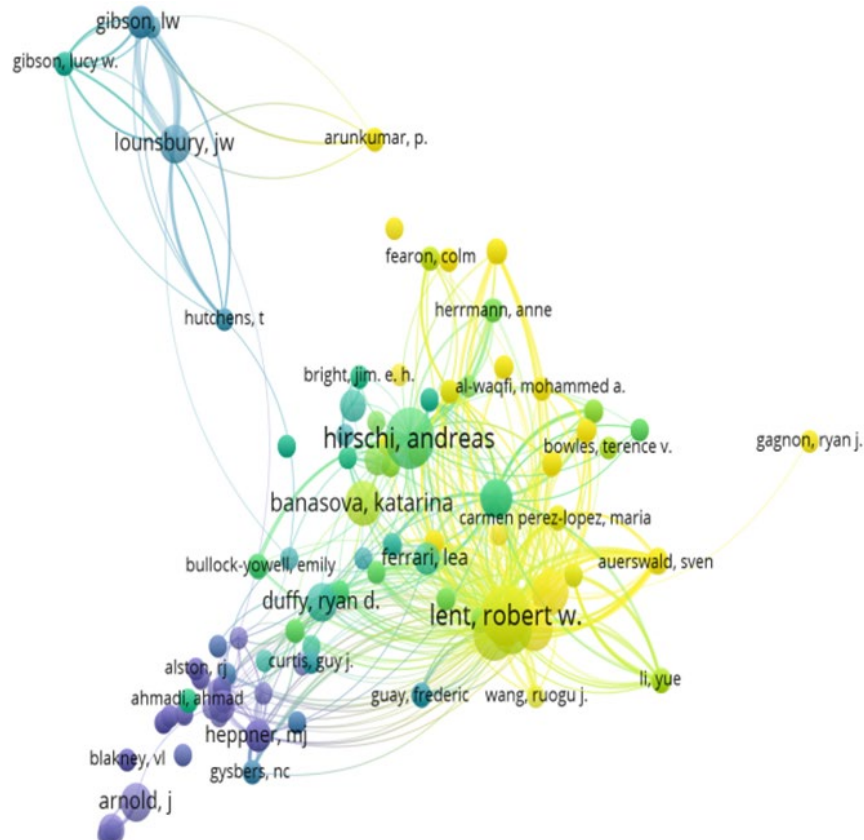 gibson, lw
gibson, lucy w.
lounsbury, jw
arunkumar, p.
fearon, colm
herrmann, anne
hutchens, t
bright, jim. e. h.
al-waqfi, mohammed a.
hirschi, andreas
bowles, terence v.
gagnon, ryan j.
banasova, katarina
carmen perez-lopez, maria
ferrari, lea
auerswald, sven
bullock-yowell, emily
duffy, ryan d.
lent, robert w.
curtis, guy j.
alston, rj
li, yue
ahmadi, ahmad
guay, frederic
wang, ruogu j.
heppner, mj
blakney, vl
gysbers, nc
arnold, j